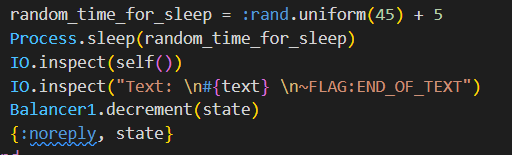 random_time_for_sleep = :rand.uniform(45) + 5
Process.sleep(random_time_for_sleep)
IO.inspect(self())
IO.inspect("Text: \n#{text} \n~FLAG:END_OF_TEXT")
Balancer1.decrement(state)
{:noreply, state}